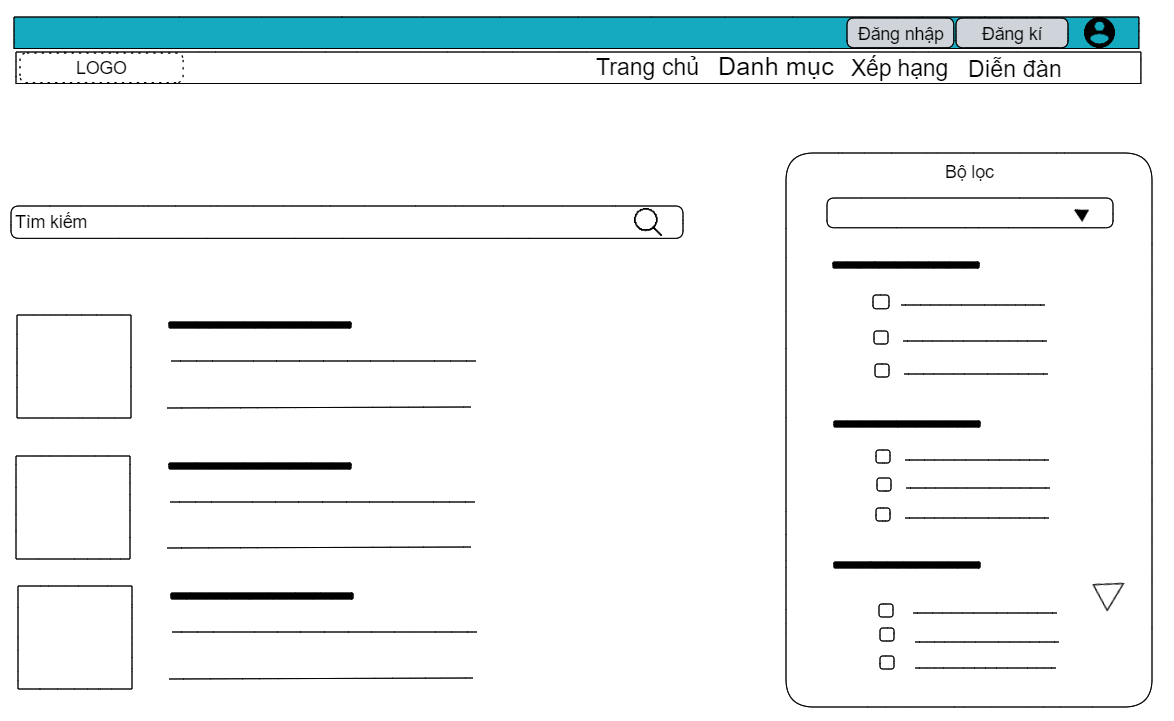 Đăng nhập
Đăng kí
LOGO
Trang chủ
Danh mục
Xếp hạng
Diễn đàn
Bộ lọc
Tìm kiếm